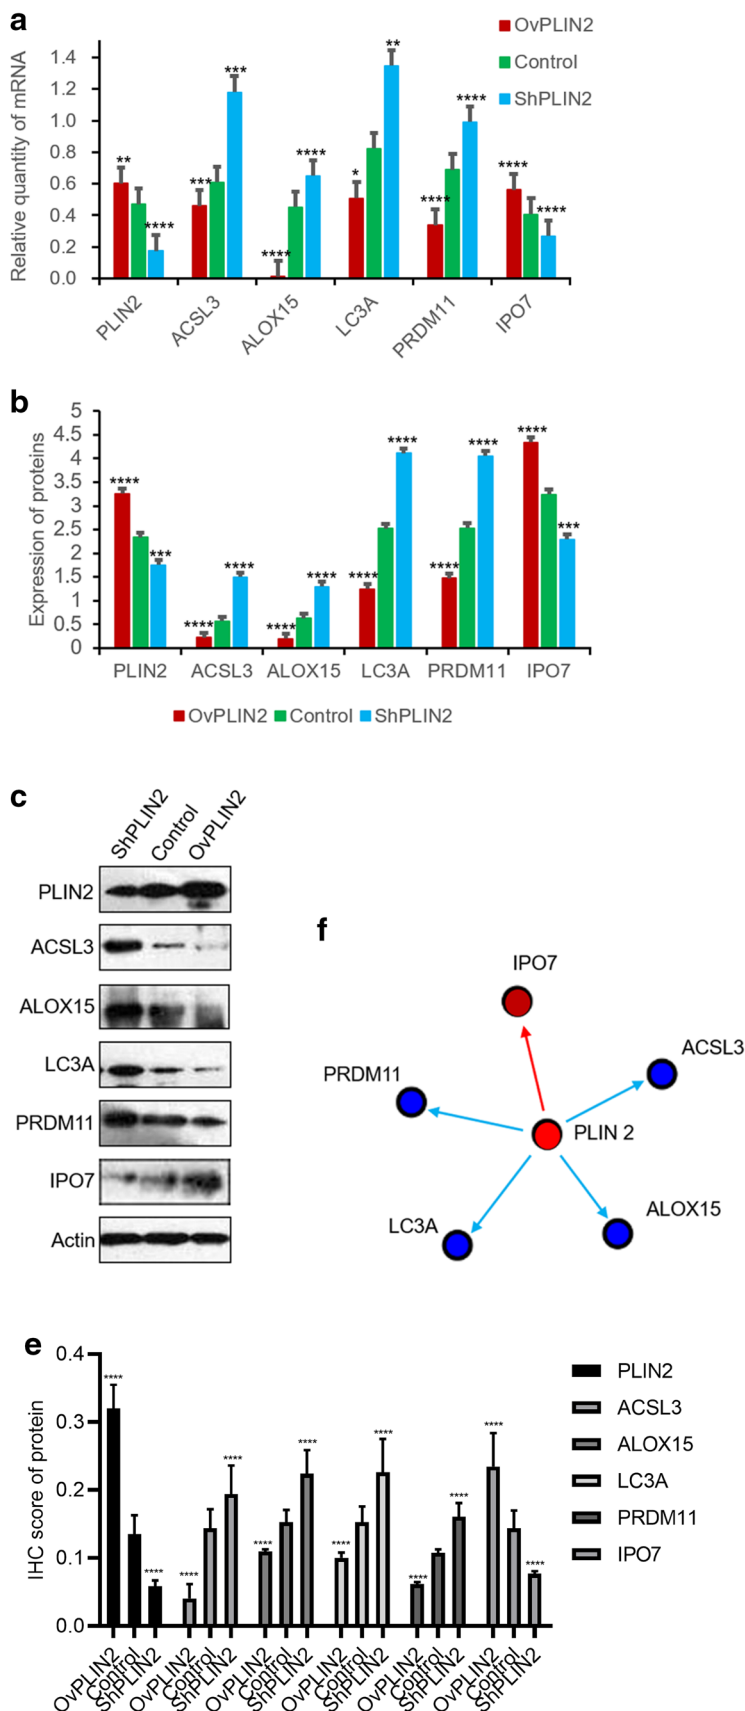 a
OvPLIN2
Control
ShPLIN2
Relative quantity of mRNA
1.4
1.2
1.0
0.8
0.6
0.4
0.2
0.0
** **** *** *** **** **** * ** **** **** **** ****
PLIN2 ACSL3 ALOX15 LC3A PRDM11 IPO7
b
Expression of proteins
5
4.5
4
3.5
3
2.5
2
1.5
1
0.5
0
**** *** **** **** **** **** **** **** **** **** **** ***
PLIN2 ACSL3 ALOX15 LC3A PRDM11 IPO7
OvPLIN2 Control ShPLIN2
c
ShPLIN2 Control OvPLIN2
PLIN2
ACSL3
ALOX15
LC3A
PRDM11
IPO7
Actin
f
IPO7
ACSL3
PRDM11
PLIN 2
ALOX15
LC3A
e
IHC score of protein
0.4
0.3
0.2
0.1
0.0
**** **** **** **** **** **** **** **** **** **** **** ****
OvPLIN2 Control ShPLIN2 OvPLIN2 Control ShPLIN2 OvPLIN2 Control ShPLIN2 OvPLIN2 Control ShPLIN2 OvPLIN2 Control ShPLIN2 OvPLIN2 Control ShPLIN2
PLIN2
ACSL3
ALOX15
LC3A
PRDM11
IPO7